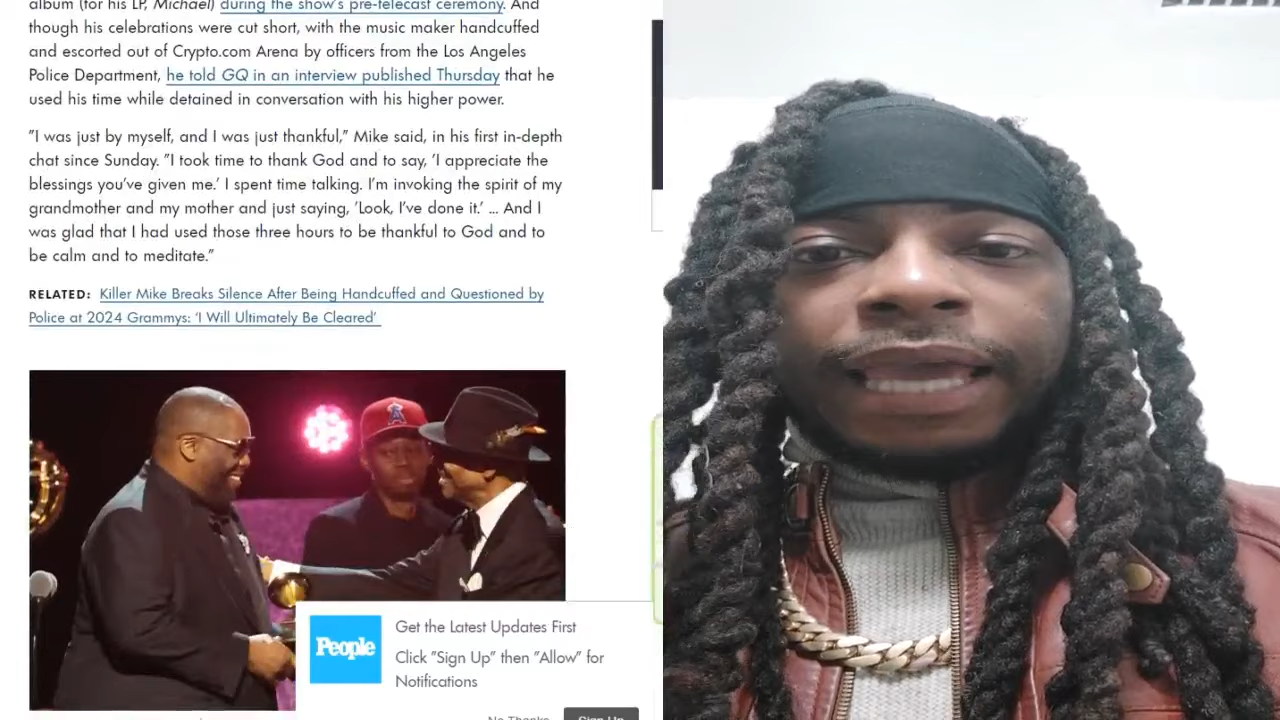 album (for his LP, Michael) during the show's pre-telecast ceremony. And
though his celebrations were cut short, with the music maker handcuffed
and escorted out of Crypto.com Arena by officers from the Los Angeles
Police Department, he told GQ in an interview published Thursday that he
used his time while detained in conversation with his higher power.
"I was just by myself, and I was just thankful," Mike said, in his first in-depth
chat since Sunday. "I took time to thank God and to say, 'I appreciate the
blessings you've given me.' I spent time talking. I'm invoking the spirit of my
grandmother and my mother and just saying, 'Look, I've done it.' ... And I
was glad that I had used those three hours to be thankful to God and to
be calm and to meditate."
RELATED: Killer Mike Breaks Silence After Being Handcuffed and Questioned by
Police at 2024 Grammys: 'I Will Ultimately Be Cleared'
A
People
Get the Latest Updates First
Click "Sign Up" then "Allow" for
Notifications
No Thanks
Sign Up